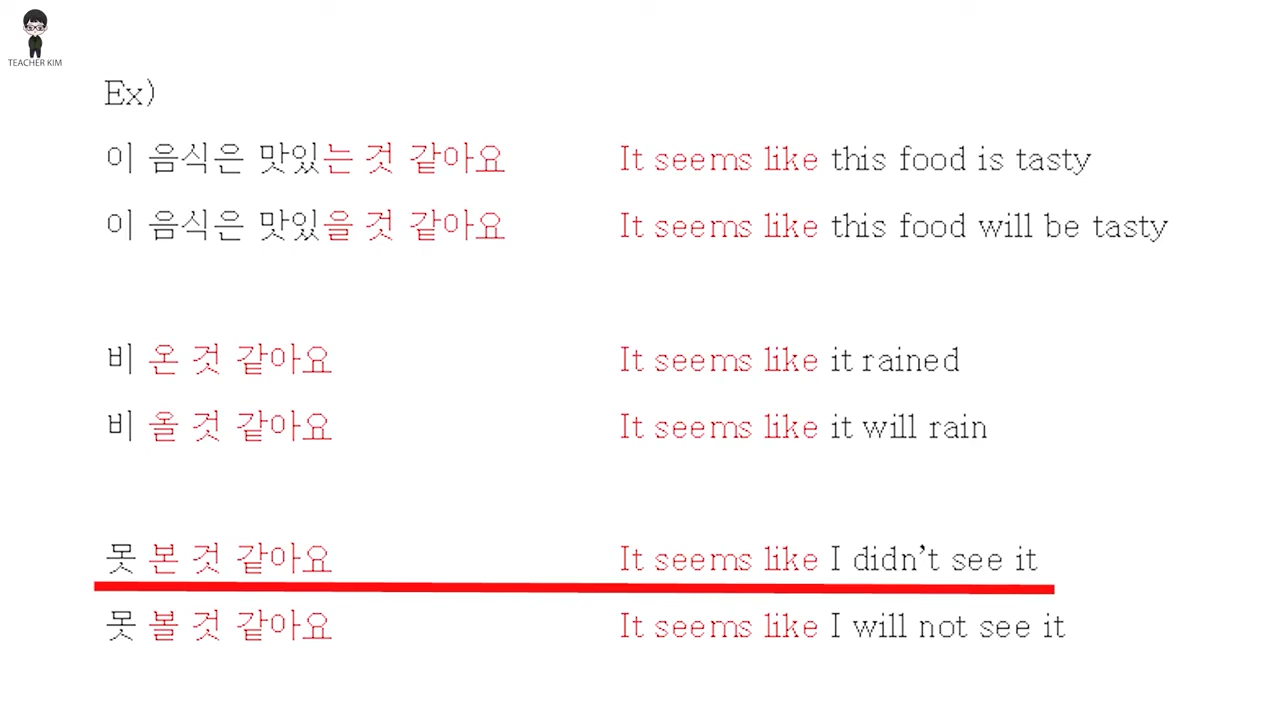 TEACHER KIM
Ex)
이 음식은 맛있는 것 같아요 It seems like this food is tasty
이 음식은 맛있을 것 같아요 It seems like this food will be tasty
비 온 것 같아요 It seems like it rained
비 올 것 같아요 It seems like it will rain
못 본 것 같아요 It seems like I didn't see it
못 볼 것 같아요 It seems like I will not see it